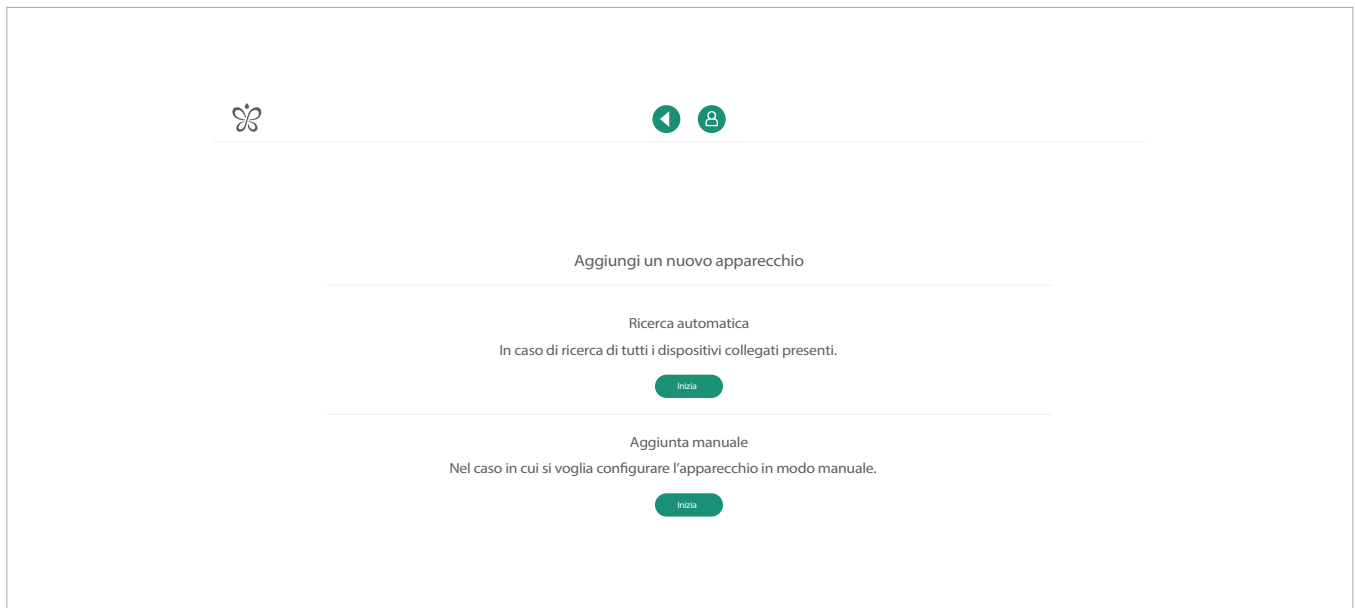 Aggiungi un nuovo apparecchio
Ricerca automatica
In caso di ricerca di tutti i dispositivi collegati presenti.
Inizia
Aggiunta manuale
Nel caso in cui si voglia configurare l’apparecchio in modo manuale.
Inizia